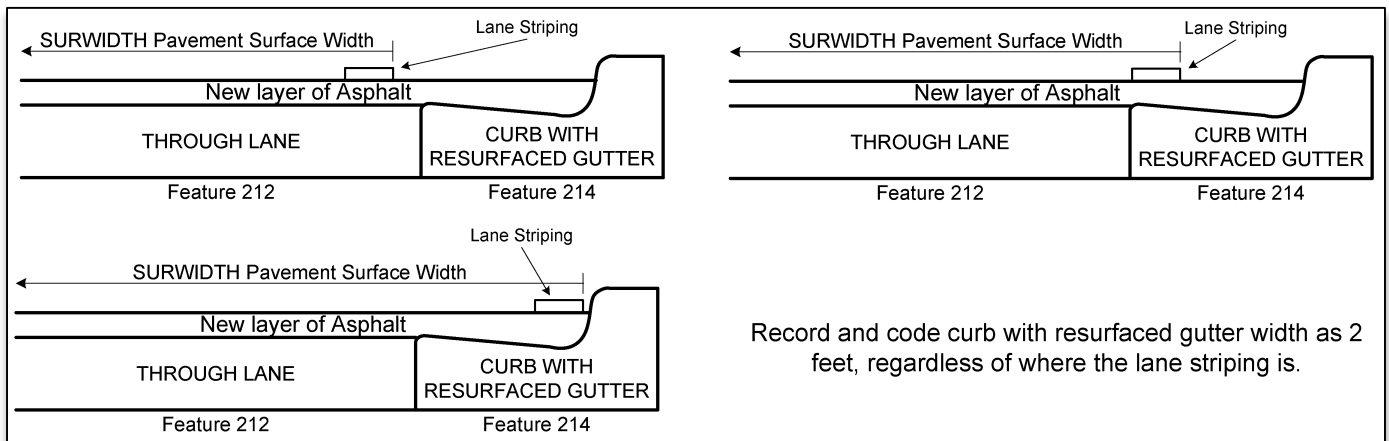 Lane Striping
SURWIDTH Pavement Surface Width
New layer of Asphalt
THROUGH LANE
CURB WITH
RESURFACED GUTTER
Feature 212
Feature 214
Lane Striping
SURWIDTH Pavement Surface Width
New layer of Asphalt
THROUGH LANE
CURB WITH
RESURFACED GUTTER
Feature 212
Feature 214
Lane Striping
SURWIDTH Pavement Surface Width
New layer of Asphalt
THROUGH LANE
CURB WITH
RESURFACED GUTTER
Feature 212
Feature 214
Record and code curb with resurfaced gutter width as 2
feet, regardless of where the lane striping is.